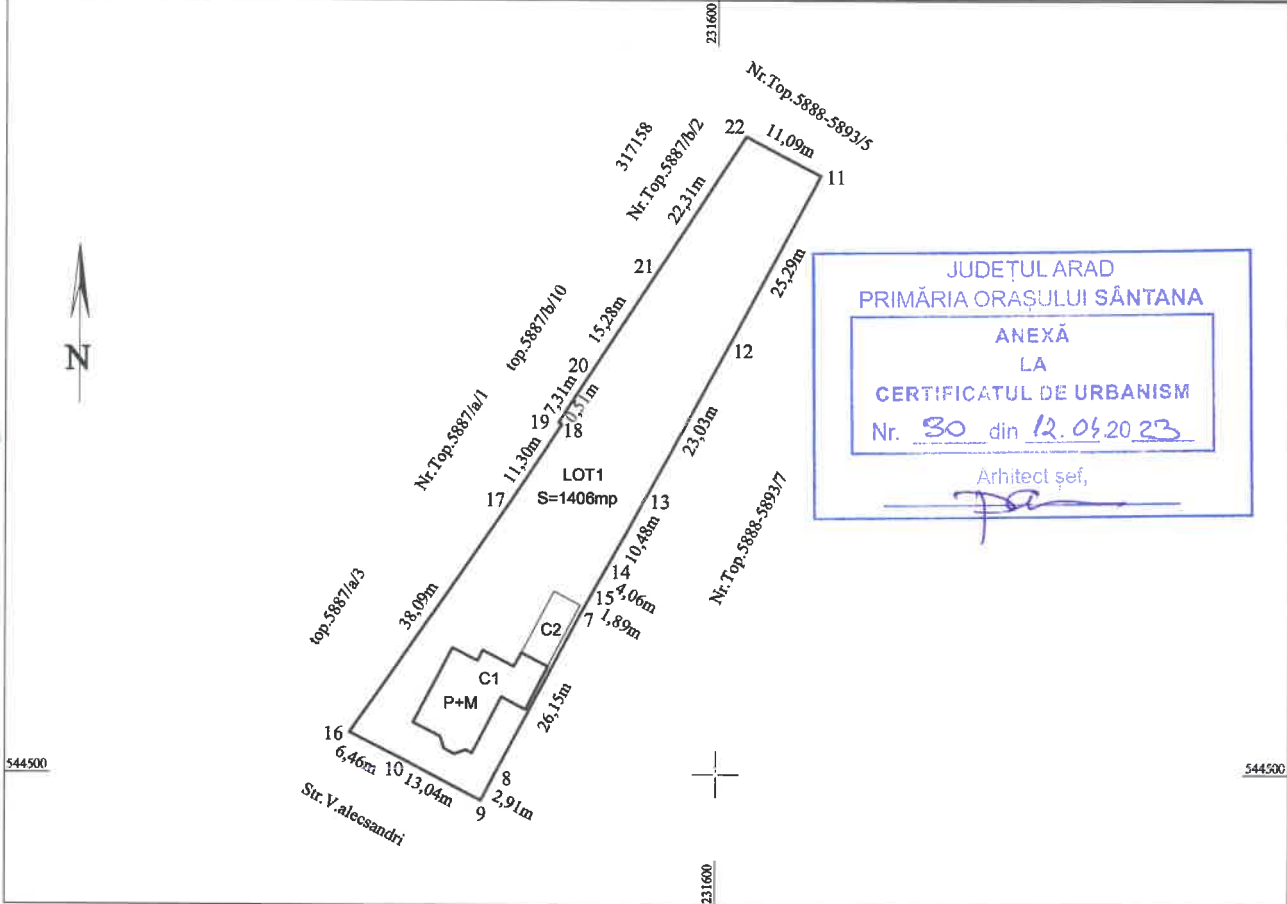 231600
Nr.Top.5888-5893/5
22
11,09m
11
317158
Nr.Top.5887/b/2
22,31m
25,29m
21
top.5887/b/10
15,28m
12
N
20
7,31m
0,51m
19
18
23,03m
Nr.Top.5887/a/1
11,30m
LOT1
S=1406mp
17
13
10,48m
Nr.Top.5888-5893/7
14
4,06m
15
1,89m
7
top.5887/a/3
38,09m
C2
C1
P+M
26,15m
16
6,46m
10
13,04m
8
2,91m
9
Str.V.alecsandri
544500
544500
231600
JUDEȚUL ARAD
PRIMĂRIA ORAȘULUI SÂNTANA
ANEXĂ
LA
CERTIFICATUL DE URBANISM
Nr. 30 din 12.04.2023
Arhitect șef,